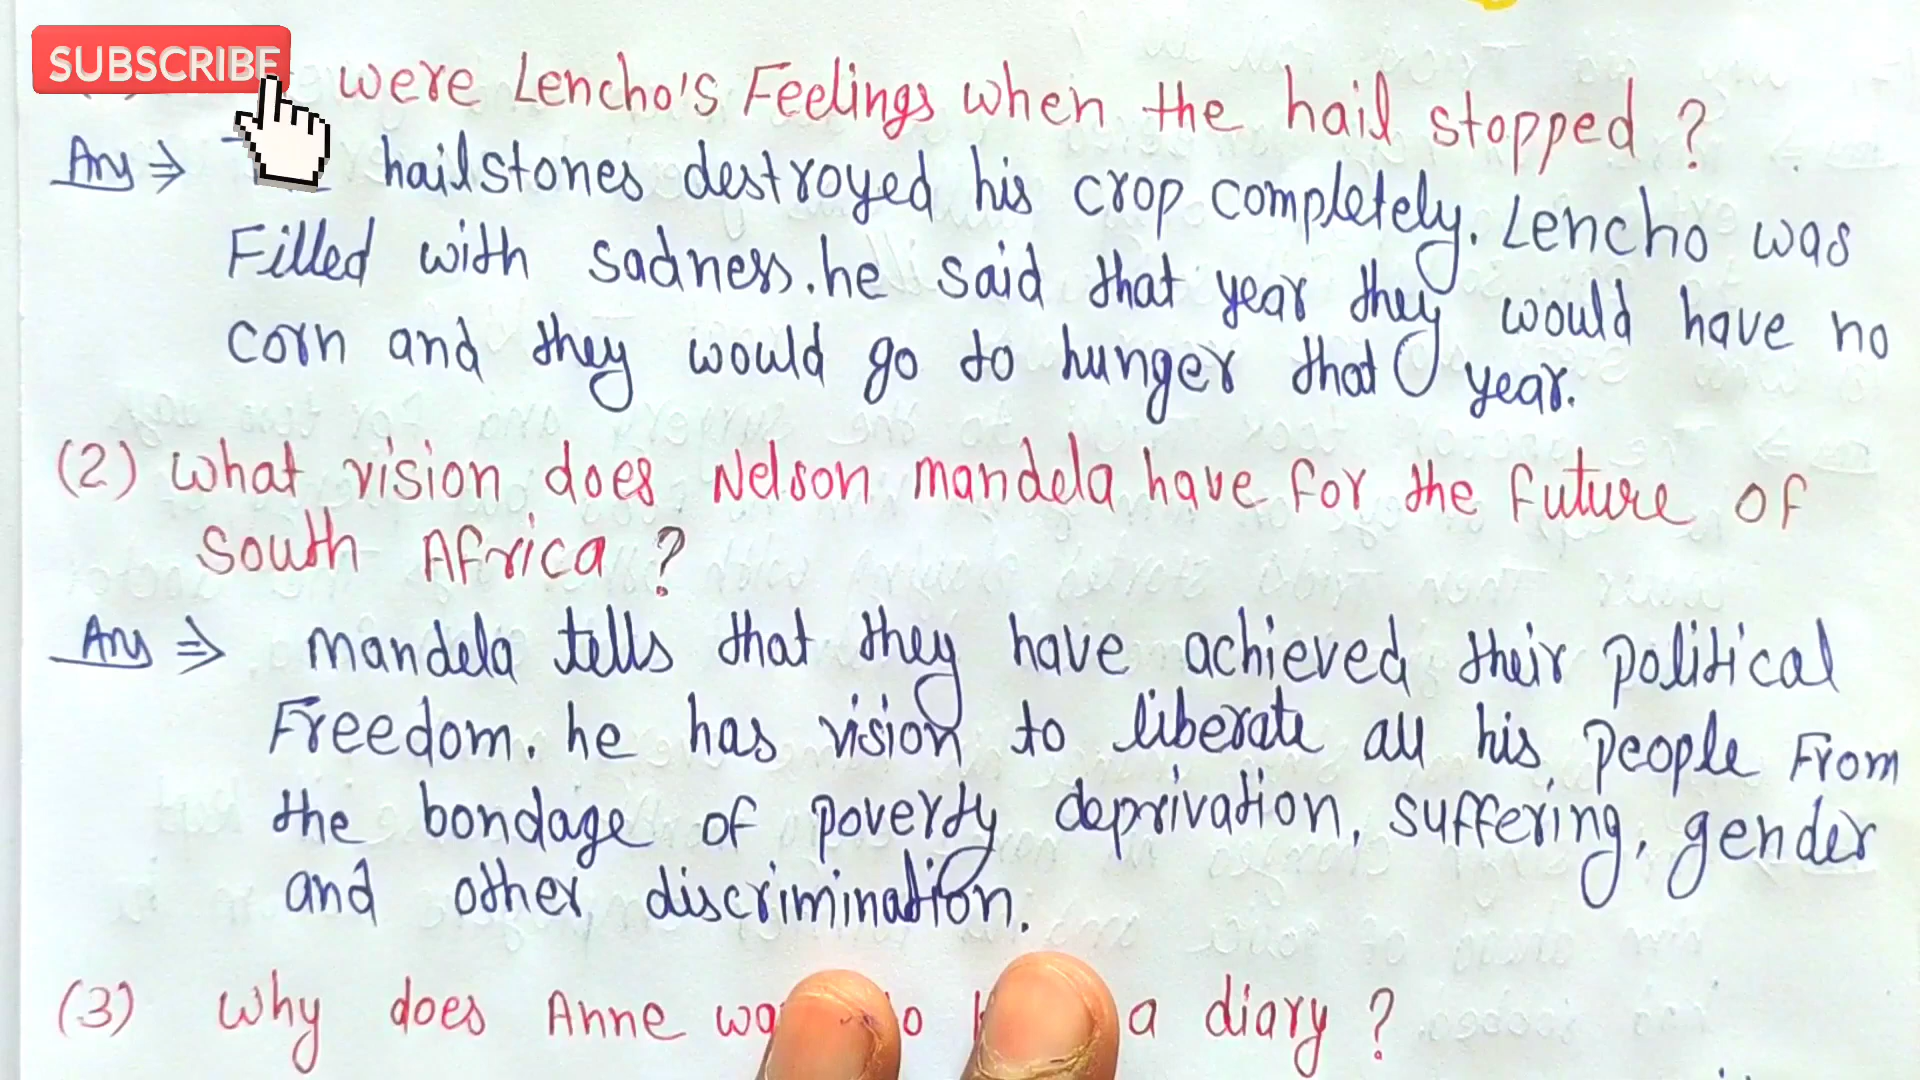 SUBSCRIBE
were Lencho's Feelings when the hail stopped ?
Ans ⇒ hailstones destroyed his crop completely. Lencho was
Filled with sadness. he said that year they would have no
corn and they would go to hunger that year.
(2) What vision does Nelson mandela have for the future of
South Africa ?
Ans ⇒ mandela tells that they have achieved their political
Freedom. he has vision to liberate all his people From
the bondage of poverty deprivation, suffering, gender
and other discrimination.
(3) Why does Anne a diary ?